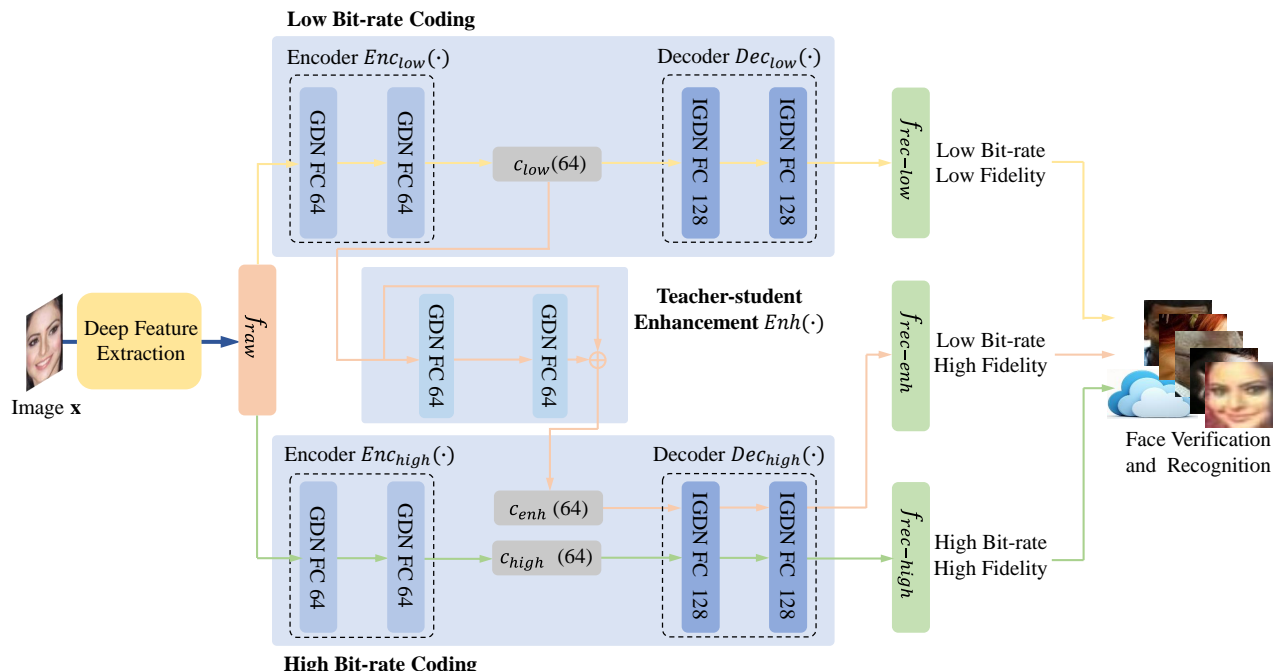 Low Bit-rate Coding
Encoder Enc_low(·)
Decoder Dec_low(·)
GDN FC 64
GDN FC 64
c_low(64)
IGDN FC 128
IGDN FC 128
f_rec-low
Low Bit-rate
Low Fidelity
Image x
Deep Feature
Extraction
f_raw
GDN FC 64
GDN FC 64
Teacher-student
Enhancement Enh(·)
f_rec-enh
Low Bit-rate
High Fidelity
Face Verification
and Recognition
Encoder Enc_high(·)
Decoder Dec_high(·)
GDN FC 64
GDN FC 64
c_enh (64)
c_high (64)
IGDN FC 128
IGDN FC 128
f_rec-high
High Bit-rate
High Fidelity
High Bit-rate Coding